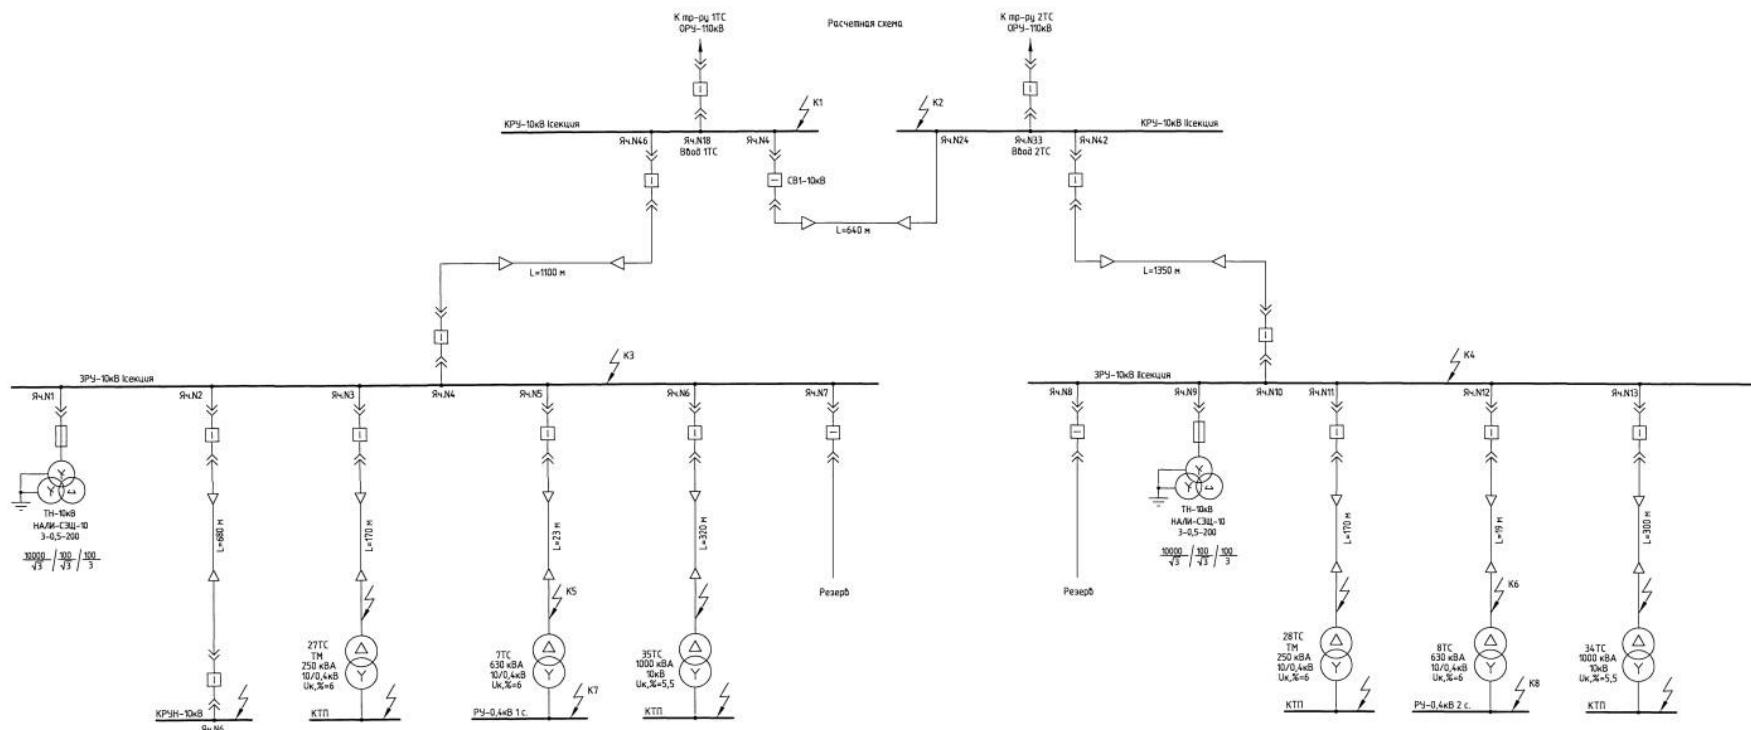 К тр-ру 1ТС
ОРУ-110кВ
Расчетная схема
К тр-ру 2ТС
ОРУ-110кВ
К1
К2
КРУ-10кВ Iсекция
КРУ-10кВ IIсекция
Яч.N46
Яч.N18
Ввод 1ТС
Яч.N4
Яч.N24
Яч.N33
Ввод 2ТС
Яч.N42
СВ1-10кВ
L=640 м
L=1100 м
L=1350 м
К3
К4
ЗРУ-10кВ Iсекция
ЗРУ-10кВ IIсекция
Яч.N1
Яч.N2
Яч.N3
Яч.N4
Яч.N5
Яч.N6
Яч.N7
Яч.N8
Яч.N9
Яч.N10
Яч.N11
Яч.N12
Яч.N13
ТН-10кВ
НАЛИ-СЭЩ-10
3-0,5-200
10000/√3 / 100/√3 / 100/3
L=680 м
L=170 м
L=23 м
L=320 м
Резерв
Резерв
ТН-10кВ
НАЛИ-СЭЩ-10
3-0,5-200
10000/√3 / 100/√3 / 100/3
L=170 м
L=19 м
L=300 м
К5
К6
27ТС
ТМ
250 кВА
10/0,4кВ
Uк,%=6
7ТС
630 кВА
10/0,4кВ
Uк,%=6
35ТС
1000 кВА
10кВ
Uк,%=5,5
28ТС
ТМ
250 кВА
10/0,4кВ
Uк,%=6
8ТС
630 кВА
10/0,4кВ
Uк,%=6
34ТС
1000 кВА
10кВ
Uк,%=5,5
К7
К8
КРУН-10кВ
Яч.N6
КТП
РУ-0,4кВ 1 с.
КТП
КТП
РУ-0,4кВ 2 с.
КТП